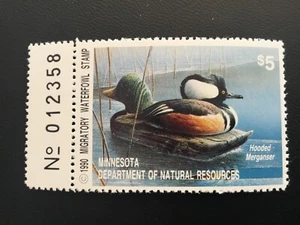 № 012358
© 1990 MIGRATORY WATERFOWL STAMP
$5
Hooded
Merganser
MINNESOTA
DEPARTMENT OF NATURAL RESOURCES